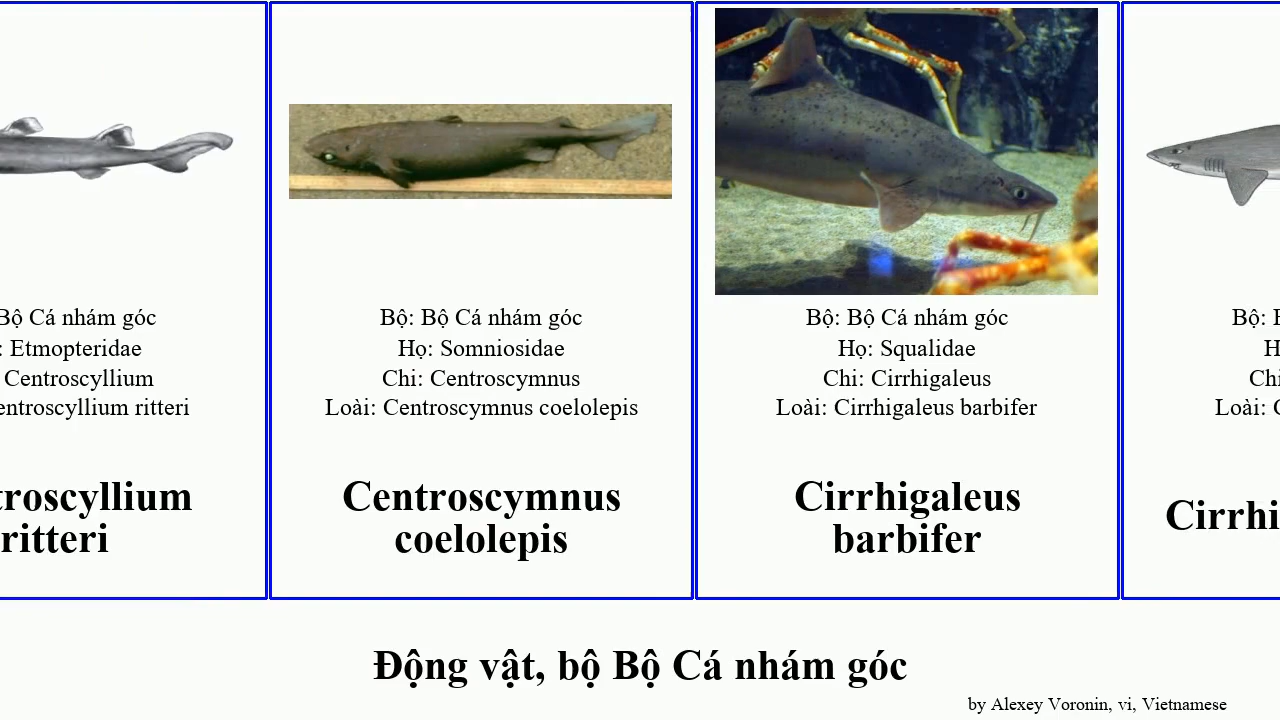 Bộ Cá nhám góc
: Etmopteridae
Centroscyllium
entroscyllium ritteri
troscyllium
ritteri
Bộ: Bộ Cá nhám góc
Họ: Somniosidae
Chi: Centroscymnus
Loài: Centroscymnus coelolepis
Centroscymnus
coelolepis
Bộ: Bộ Cá nhám góc
Họ: Squalidae
Chi: Cirrhigaleus
Loài: Cirrhigaleus barbifer
Cirrhigaleus
barbifer
Bộ: B
H
Chi
Loài: C
Cirrhi
Động vật, bộ Bộ Cá nhám góc
by Alexey Voronin, vi, Vietnamese